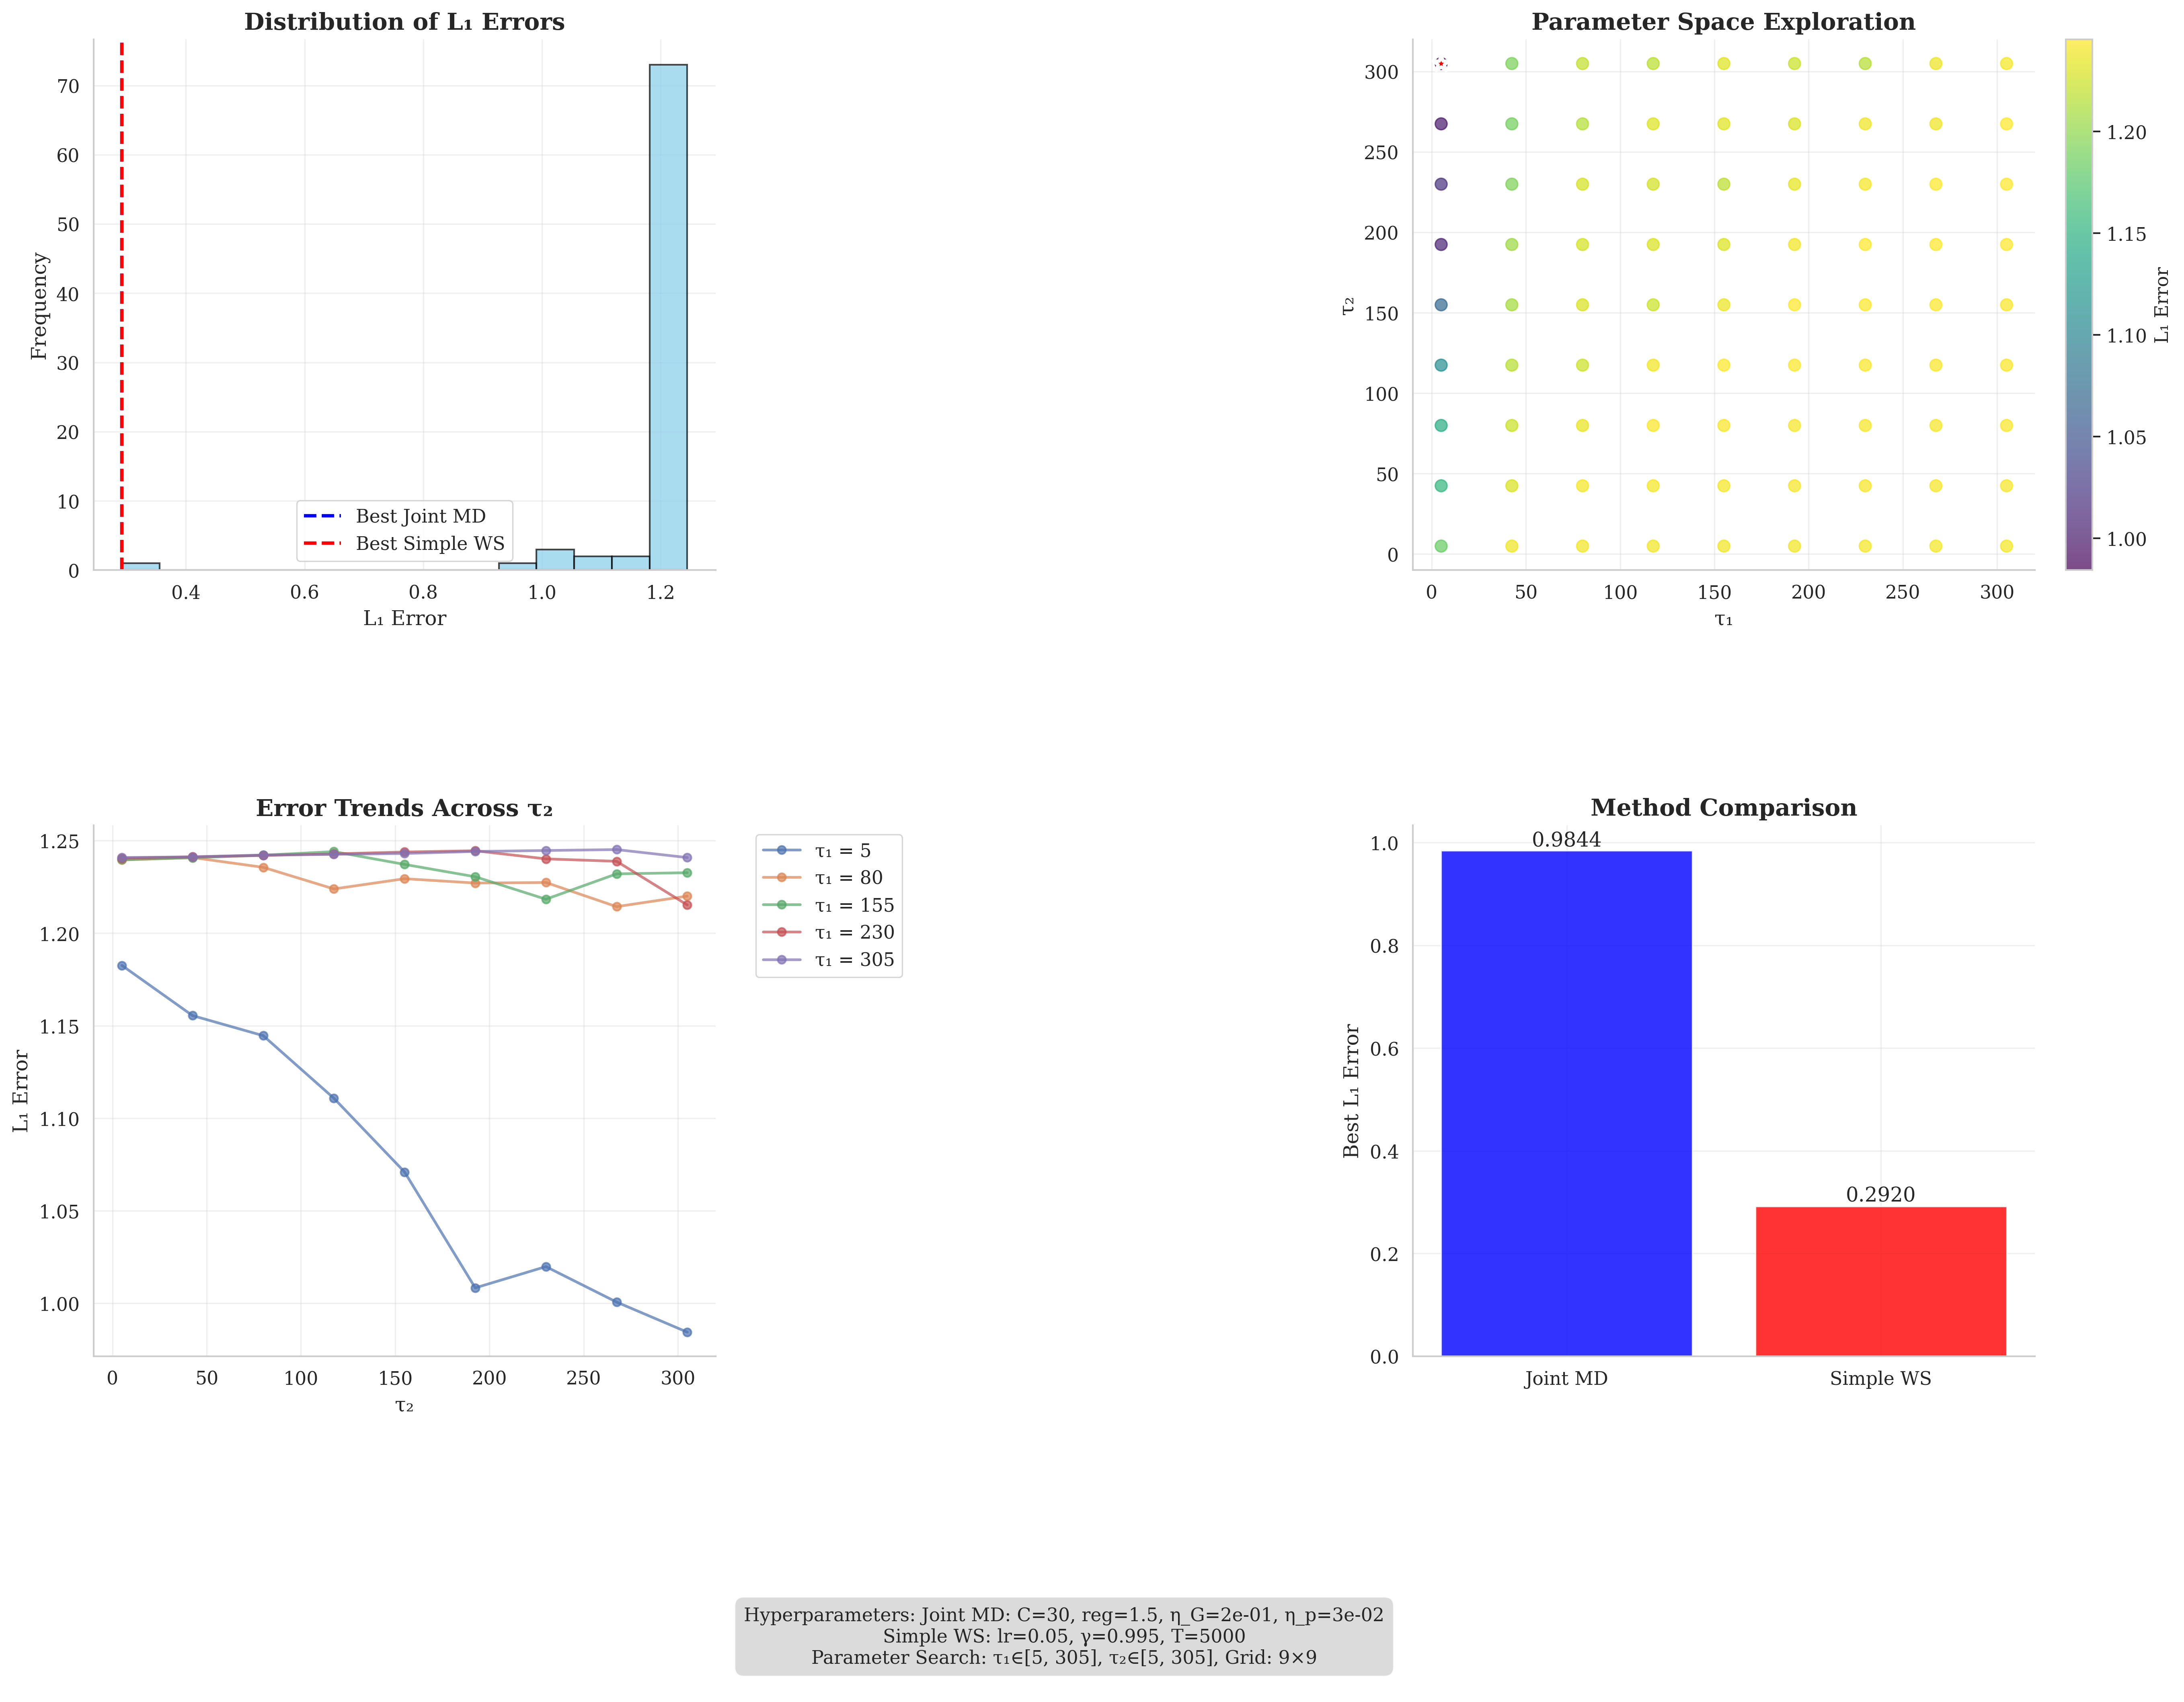 Distribution of L₁ Errors
70
60
50
40
30
20
10
0
Frequency
0.4 0.6 0.8 1.0 1.2
L₁ Error
Best Joint MD
Best Simple WS
Parameter Space Exploration
300
250
200
150
100
50
0
τ₂
0 50 100 150 200 250 300
τ₁
1.20
1.15
1.10
1.05
1.00
L₁ Error
Error Trends Across τ₂
1.25
1.20
1.15
1.10
1.05
1.00
L₁ Error
0 50 100 150 200 250 300
τ₂
τ₁ = 5
τ₁ = 80
τ₁ = 155
τ₁ = 230
τ₁ = 305
Method Comparison
1.0
0.8
0.6
0.4
0.2
0.0
Best L₁ Error
0.9844
0.2920
Joint MD Simple WS
Hyperparameters: Joint MD: C=30, reg=1.5, η_G=2e-01, η_p=3e-02
Simple WS: lr=0.05, γ=0.995, T=5000
Parameter Search: τ₁∈[5, 305], τ₂∈[5, 305], Grid: 9×9